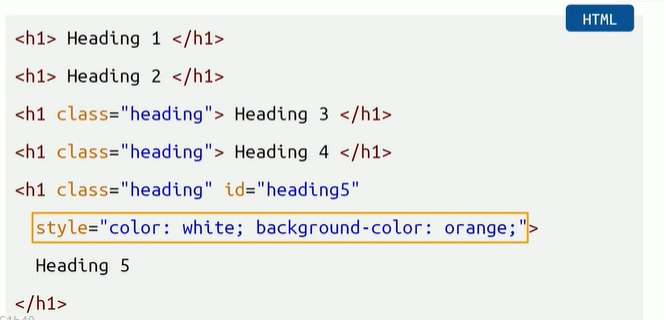 HTML
<h1> Heading 1 </h1>
<h1> Heading 2 </h1>
<h1 class="heading"> Heading 3 </h1>
<h1 class="heading"> Heading 4 </h1>
<h1 class="heading" id="heading5"
style="color: white; background-color: orange;">
Heading 5
</h1>